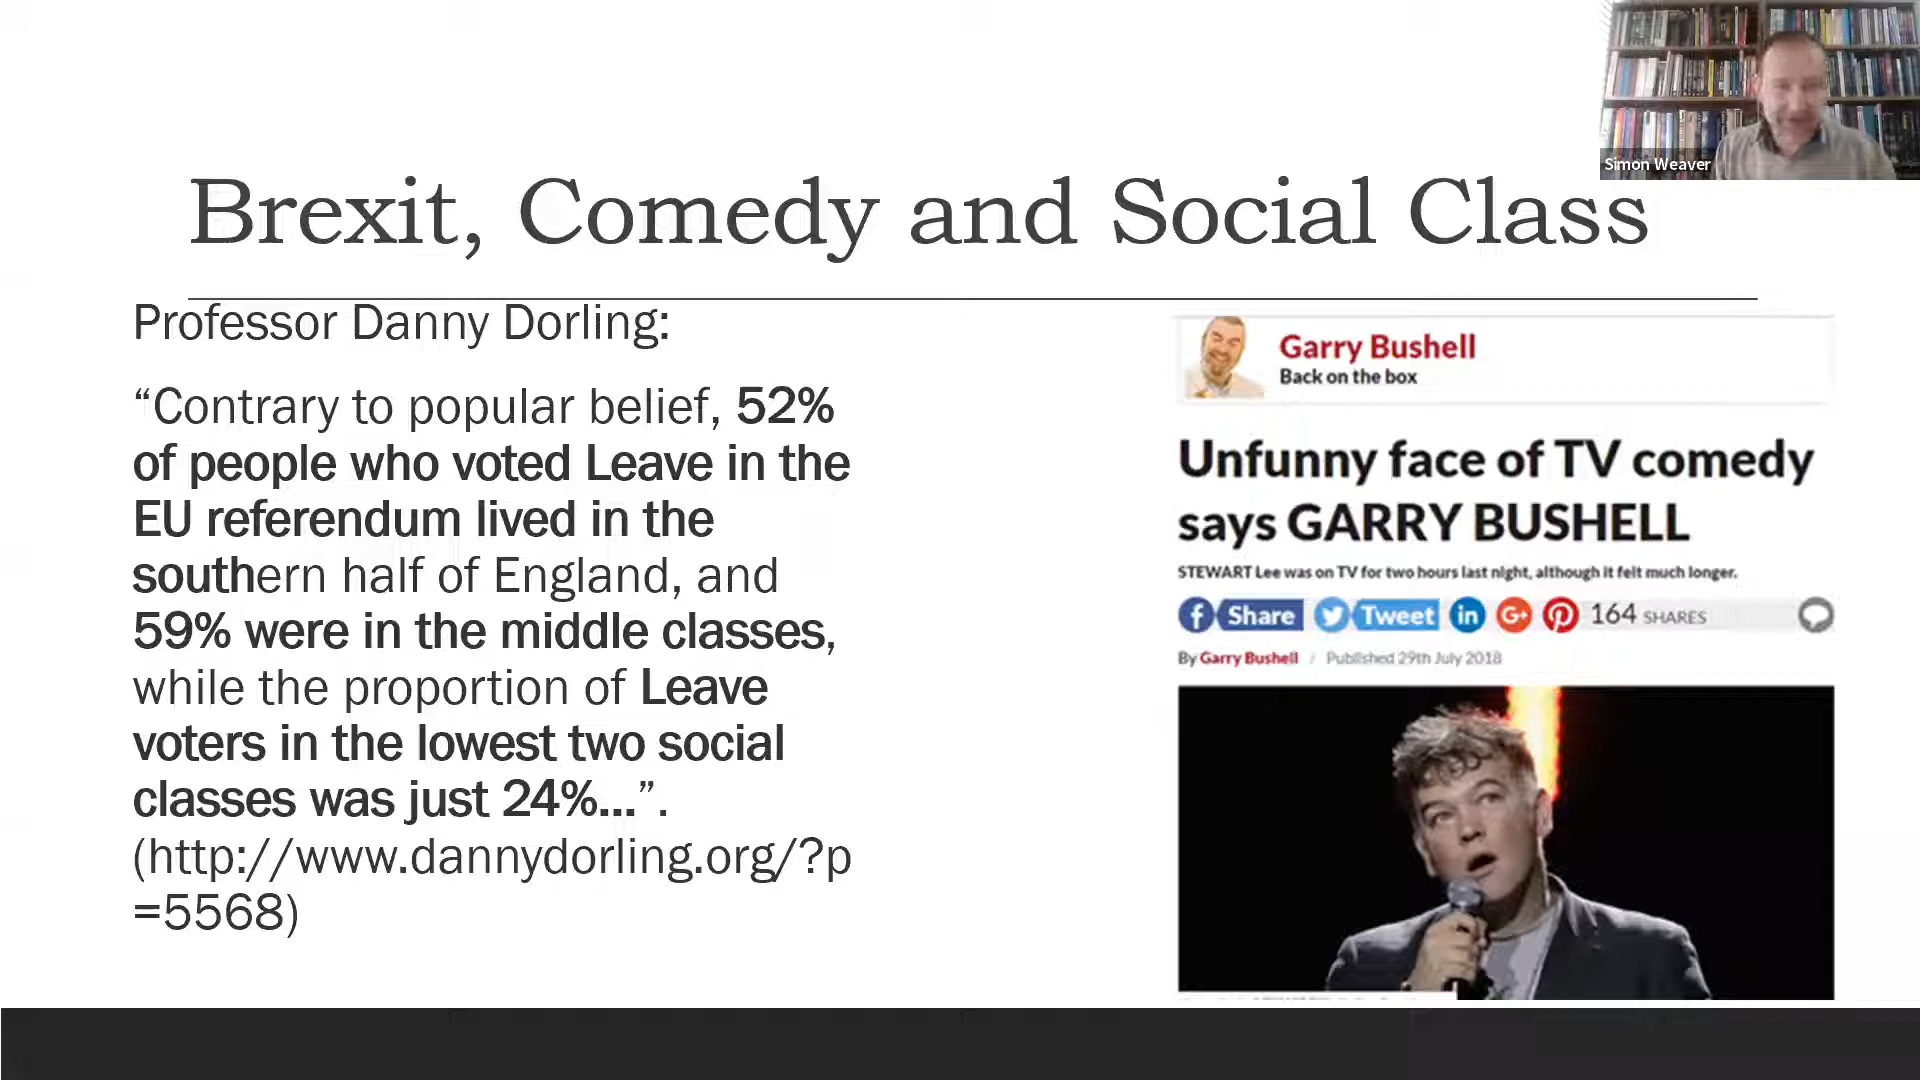 Simon Weaver
Brexit, Comedy and Social Class
Professor Danny Dorling:
“Contrary to popular belief, 52%
of people who voted Leave in the
EU referendum lived in the
southern half of England, and
59% were in the middle classes,
while the proportion of Leave
voters in the lowest two social
classes was just 24%...”.
(http://www.dannydorling.org/?p
=5568)
Garry Bushell
Back on the box
Unfunny face of TV comedy
says GARRY BUSHELL
STEWART Lee was on TV for two hours last night, although it felt much longer.
f Share Tweet in G+ 164 SHARES
By Garry Bushell / Published 29th July 2018